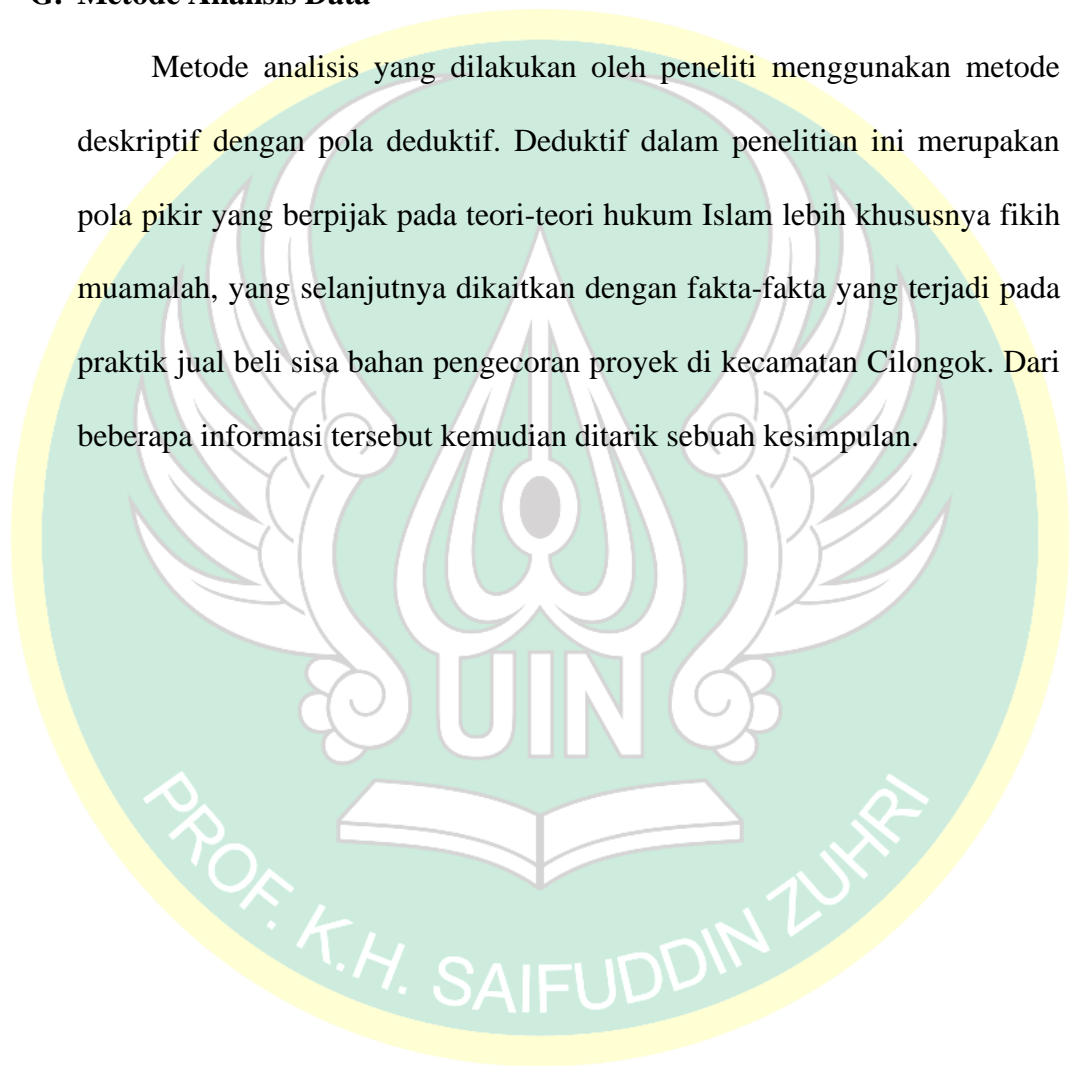 G. Metode Analisis Data
Metode analisis yang dilakukan oleh peneliti menggunakan metode
deskriptif dengan pola deduktif. Deduktif dalam penelitian ini merupakan
pola pikir yang berpijak pada teori-teori hukum Islam lebih khususnya fikih
muamalah, yang selanjutnya dikaitkan dengan fakta-fakta yang terjadi pada
praktik jual beli sisa bahan pengecoran proyek di kecamatan Cilongok. Dari
beberapa informasi tersebut kemudian ditarik sebuah kesimpulan.
UIN
PROF. K.H. SAIFUDDIN ZUHRI